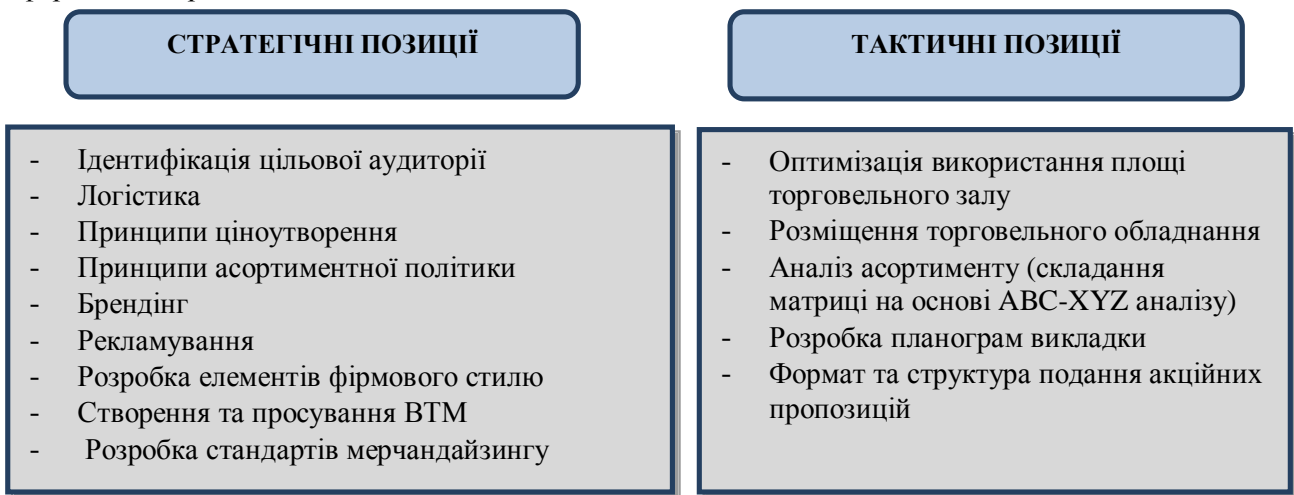 СТРАТЕГІЧНІ ПОЗИЦІЇ
- Ідентифікація цільової аудиторії
- Логістика
- Принципи ціноутворення
- Принципи асортиментної політики
- Брендінг
- Рекламування
- Розробка елементів фірмового стилю
- Створення та просування ВТМ
- Розробка стандартів мерчандайзингу
ТАКТИЧНІ ПОЗИЦІЇ
- Оптимізація використання площі
торговельного залу
- Розміщення торговельного обладнання
- Аналіз асортименту (складання
матриці на основі ABC-XYZ аналізу)
- Розробка планограм викладки
- Формат та структура подання акційних
пропозицій